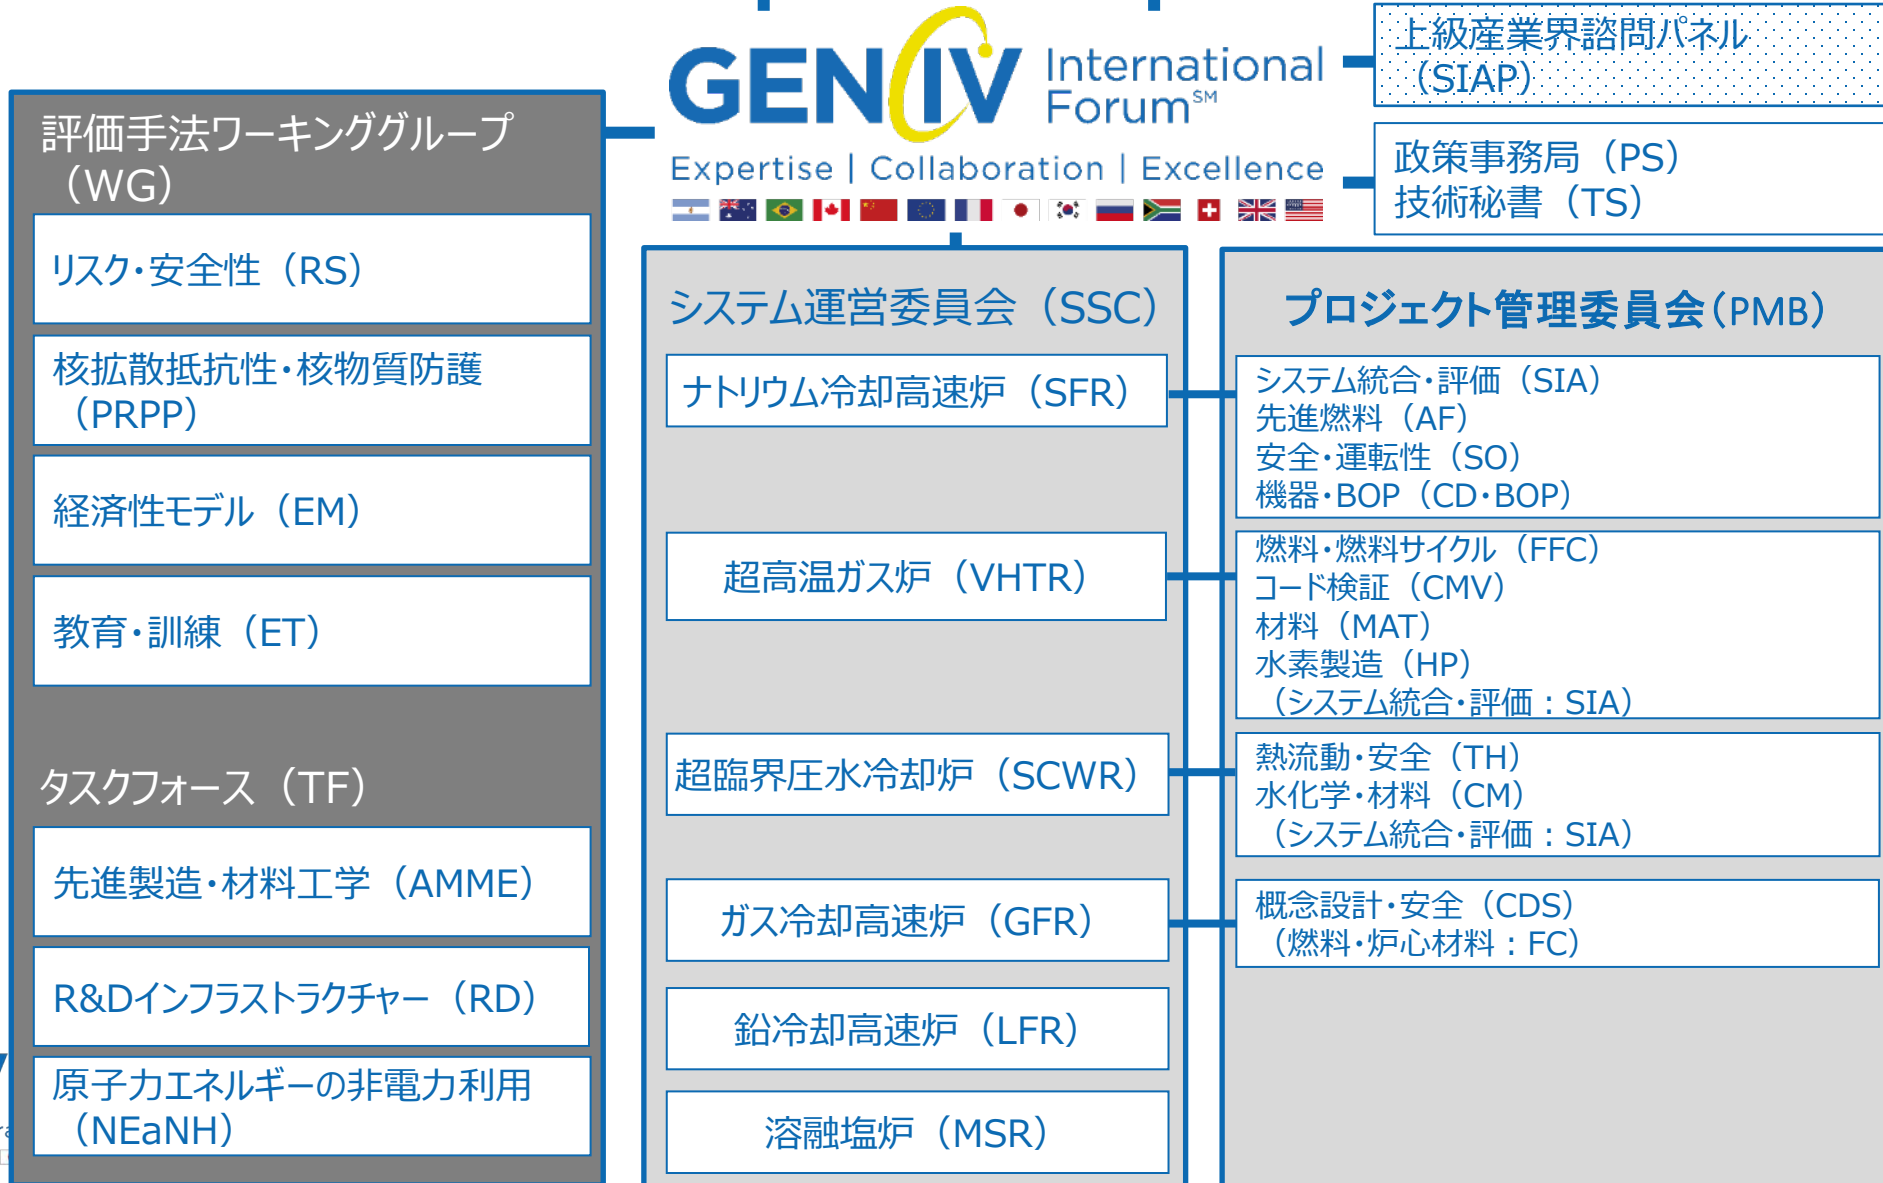 GENIV International
Forum℠
Expertise | Collaboration | Excellence
上級産業界諮問パネル
（SIAP）
政策事務局（PS）
技術秘書（TS）
評価手法ワーキンググループ
（WG）
リスク・安全性（RS）
核拡散抵抗性・核物質防護
（PRPP）
経済性モデル（EM）
教育・訓練（ET）
タスクフォース（TF）
先進製造・材料工学（AMME）
R&Dインフラストラクチャー（RD）
原子力エネルギーの非電力利用
（NEaNH）
システム運営委員会（SSC）
ナトリウム冷却高速炉（SFR）
超高温ガス炉（VHTR）
超臨界圧水冷却炉（SCWR）
ガス冷却高速炉（GFR）
鉛冷却高速炉（LFR）
溶融塩炉（MSR）
プロジェクト管理委員会（PMB）
システム統合・評価（SIA）
先進燃料（AF）
安全・運転性（SO）
機器・BOP（CD・BOP）
燃料・燃料サイクル（FFC）
コード検証（CMV）
材料（MAT）
水素製造（HP）
（システム統合・評価：SIA）
熱流動・安全（TH）
水化学・材料（CM）
（システム統合・評価：SIA）
概念設計・安全（CDS）
（燃料・炉心材料：FC）